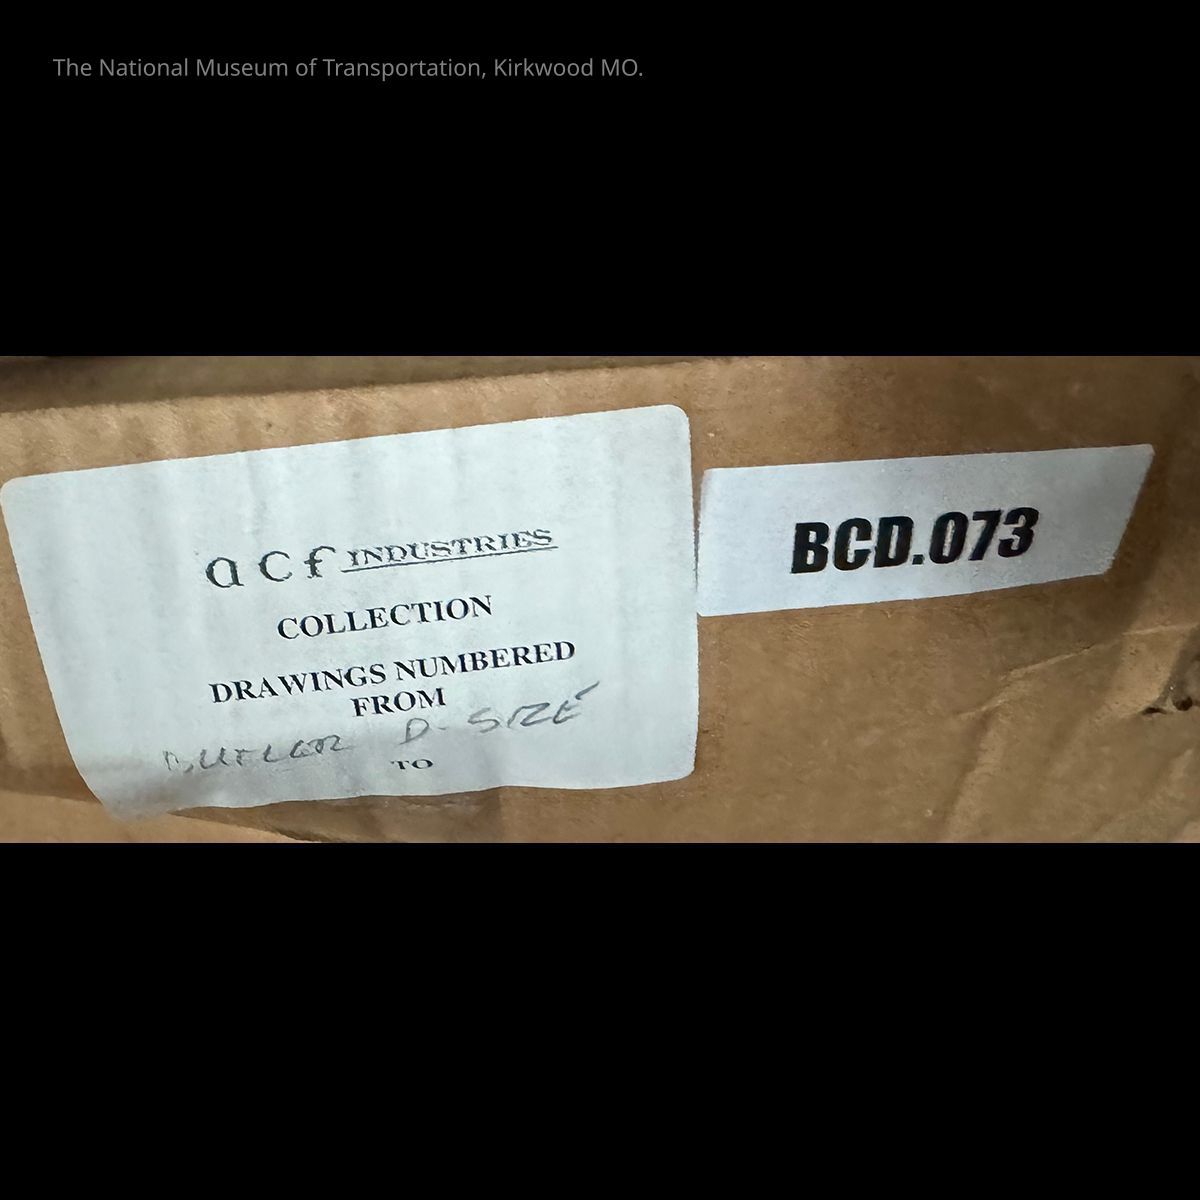 The National Museum of Transportation, Kirkwood MO.
acf INDUSTRIES
COLLECTION
DRAWINGS NUMBERED
FROM
D-SIZE
TO
BCD.073